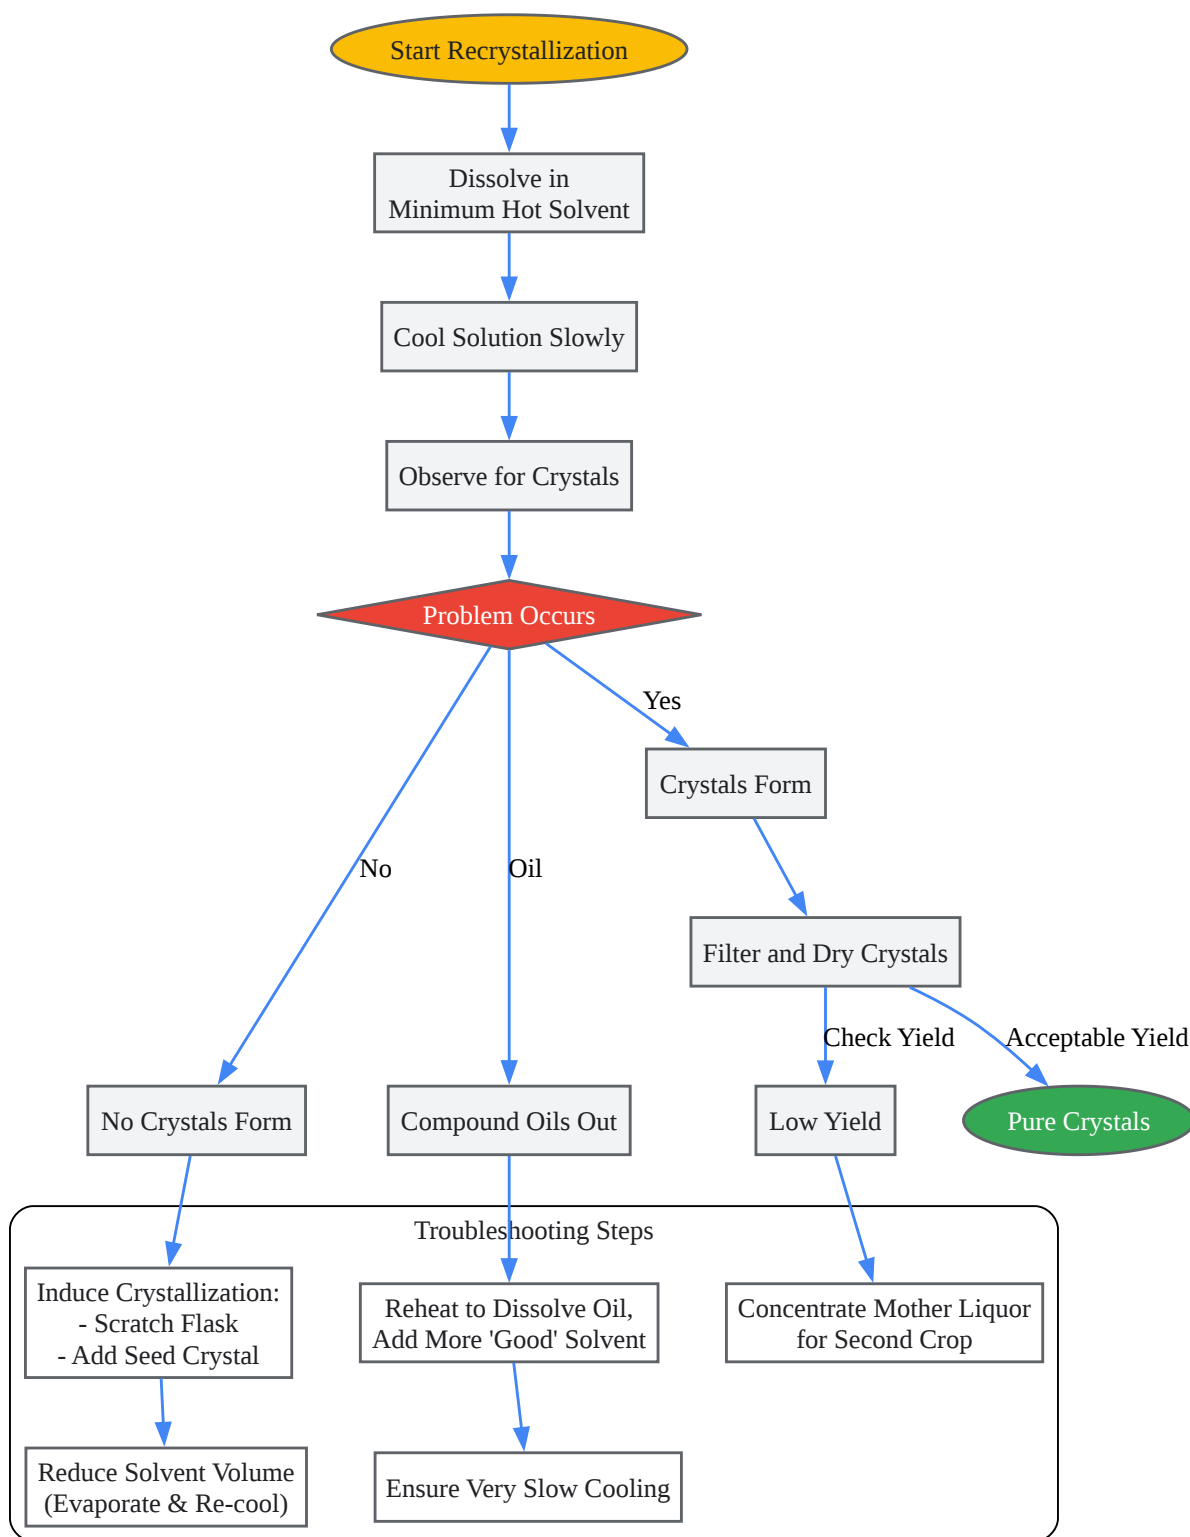 Start Recrystallization
Dissolve in
Minimum Hot Solvent
Cool Solution Slowly
Observe for Crystals
Problem Occurs
Yes
Crystals Form
No
Oil
Filter and Dry Crystals
Check Yield
Acceptable Yield
No Crystals Form
Compound Oils Out
Low Yield
Pure Crystals
Troubleshooting Steps
Induce Crystallization:
- Scratch Flask
- Add Seed Crystal
Reheat to Dissolve Oil,
Add More 'Good' Solvent
Concentrate Mother Liquor
for Second Crop
Reduce Solvent Volume
(Evaporate & Re-cool)
Ensure Very Slow Cooling